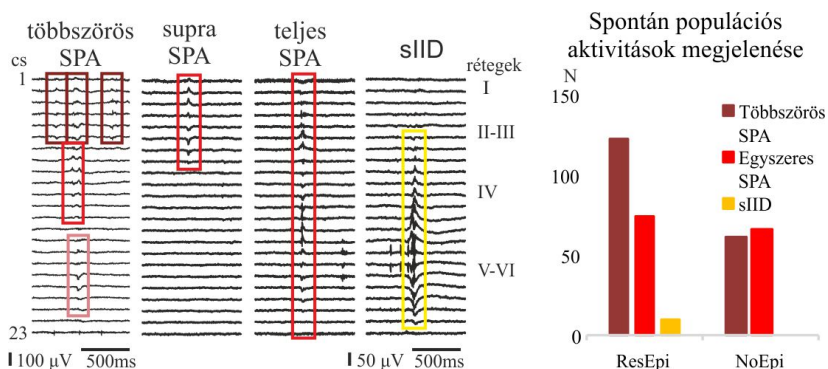 többszörös
SPA
supra
SPA
teljes
SPA
sIID
cs
1
23
rétegek
I
II-III
IV
V-VI
100 µV
500ms
50 µV
500ms
Spontán populációs
aktivitások megjelenése
N
150
100
50
0
Többszörös
SPA
Egyszeres
SPA
sIID
ResEpi
NoEpi